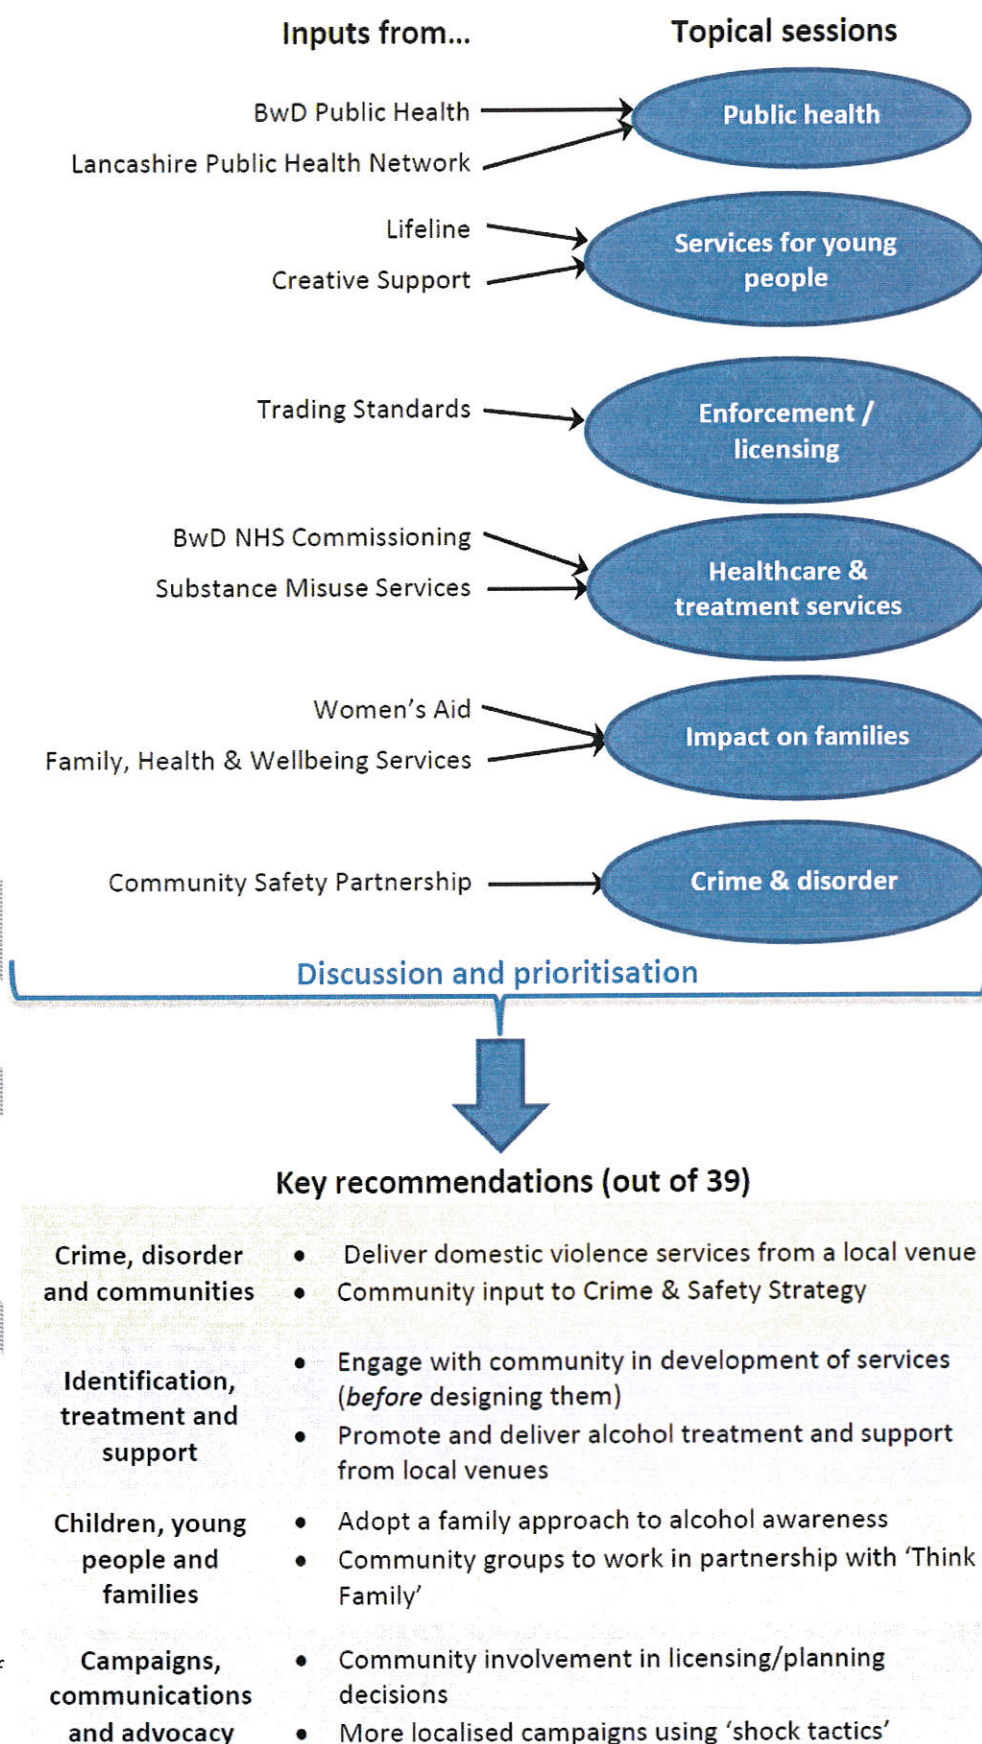 Inputs from...
Topical sessions
BwD Public Health
Lancashire Public Health Network
Public health
Lifeline
Creative Support
Services for young
people
Trading Standards
Enforcement /
licensing
BwD NHS Commissioning
Substance Misuse Services
Healthcare &
treatment services
Women's Aid
Family, Health & Wellbeing Services
Impact on families
Community Safety Partnership
Crime & disorder
Discussion and prioritisation
Key recommendations (out of 39)
Crime, disorder
and communities
• Deliver domestic violence services from a local venue
• Community input to Crime & Safety Strategy
Identification,
treatment and
support
• Engage with community in development of services
(before designing them)
• Promote and deliver alcohol treatment and support
from local venues
Children, young
people and
families
• Adopt a family approach to alcohol awareness
• Community groups to work in partnership with 'Think
Family'
Campaigns,
communications
and advocacy
• Community involvement in licensing/planning
decisions
• More localised campaigns using 'shock tactics'